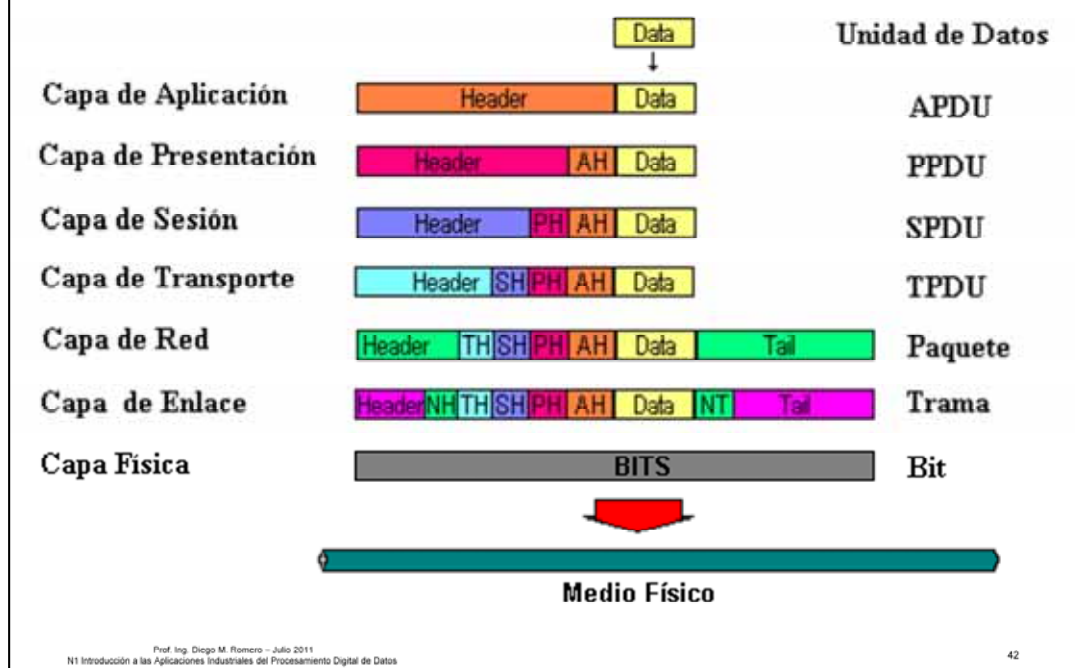 Data Unidad de Datos
Capa de Aplicación Header Data APDU
Capa de Presentación Header AH Data PPDU
Capa de Sesión Header PH AH Data SPDU
Capa de Transporte Header SH PH AH Data TPDU
Capa de Red Header TH SH PH AH Data Tail Paquete
Capa de Enlace Header NH TH SH PH AH Data NT Tail Trama
Capa Física BITS Bit
Medio Físico
Prof. Ing. Diego M. Romero – Julio 2011
N1 Introducción a las Aplicaciones Industriales del Procesamiento Digital de Datos
42